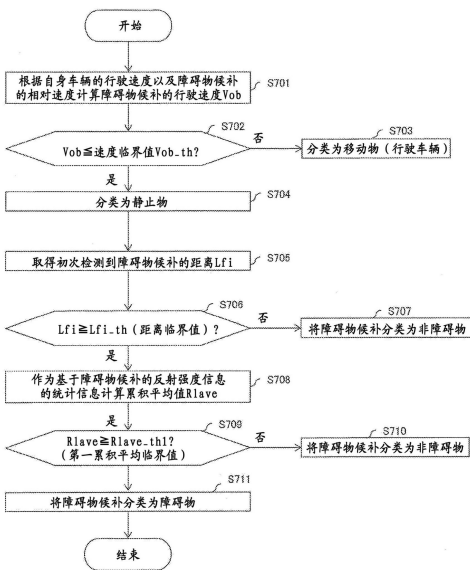 开始
根据自身车辆的行驶速度以及障碍物候补
的相对速度计算障碍物候补的行驶速度Vob
S701
S702
Vob≦速度临界值Vob_th?
否
S703
分类为移动物(行驶车辆)
是
S704
分类为静止物
取得初次检测到障碍物候补的距离Lfi
S705
S706
Lfi≧Lfi_th(距离临界值)?
否
S707
将障碍物候补分类为非障碍物
是
作为基于障碍物候补的反射强度信息
的统计信息计算累积平均值Rlave
S708
是
S709
Rlave≧Rlave_th1?
(第一累积平均临界值)
否
S710
将障碍物候补分类为非障碍物
S711
将障碍物候补分类为障碍物
结束